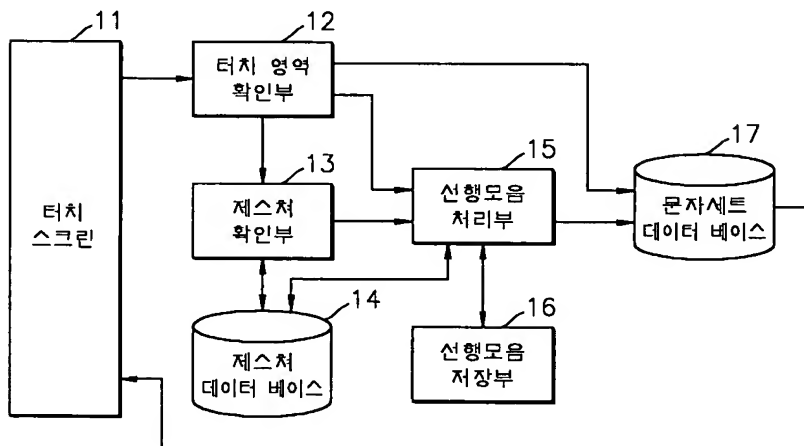 11
터치
스크린
12
터치 영역
확인부
13
제스처
확인부
14
제스처
데이터 베이스
15
선행모음
처리부
16
선행모음
저장부
17
문자세트
데이터 베이스